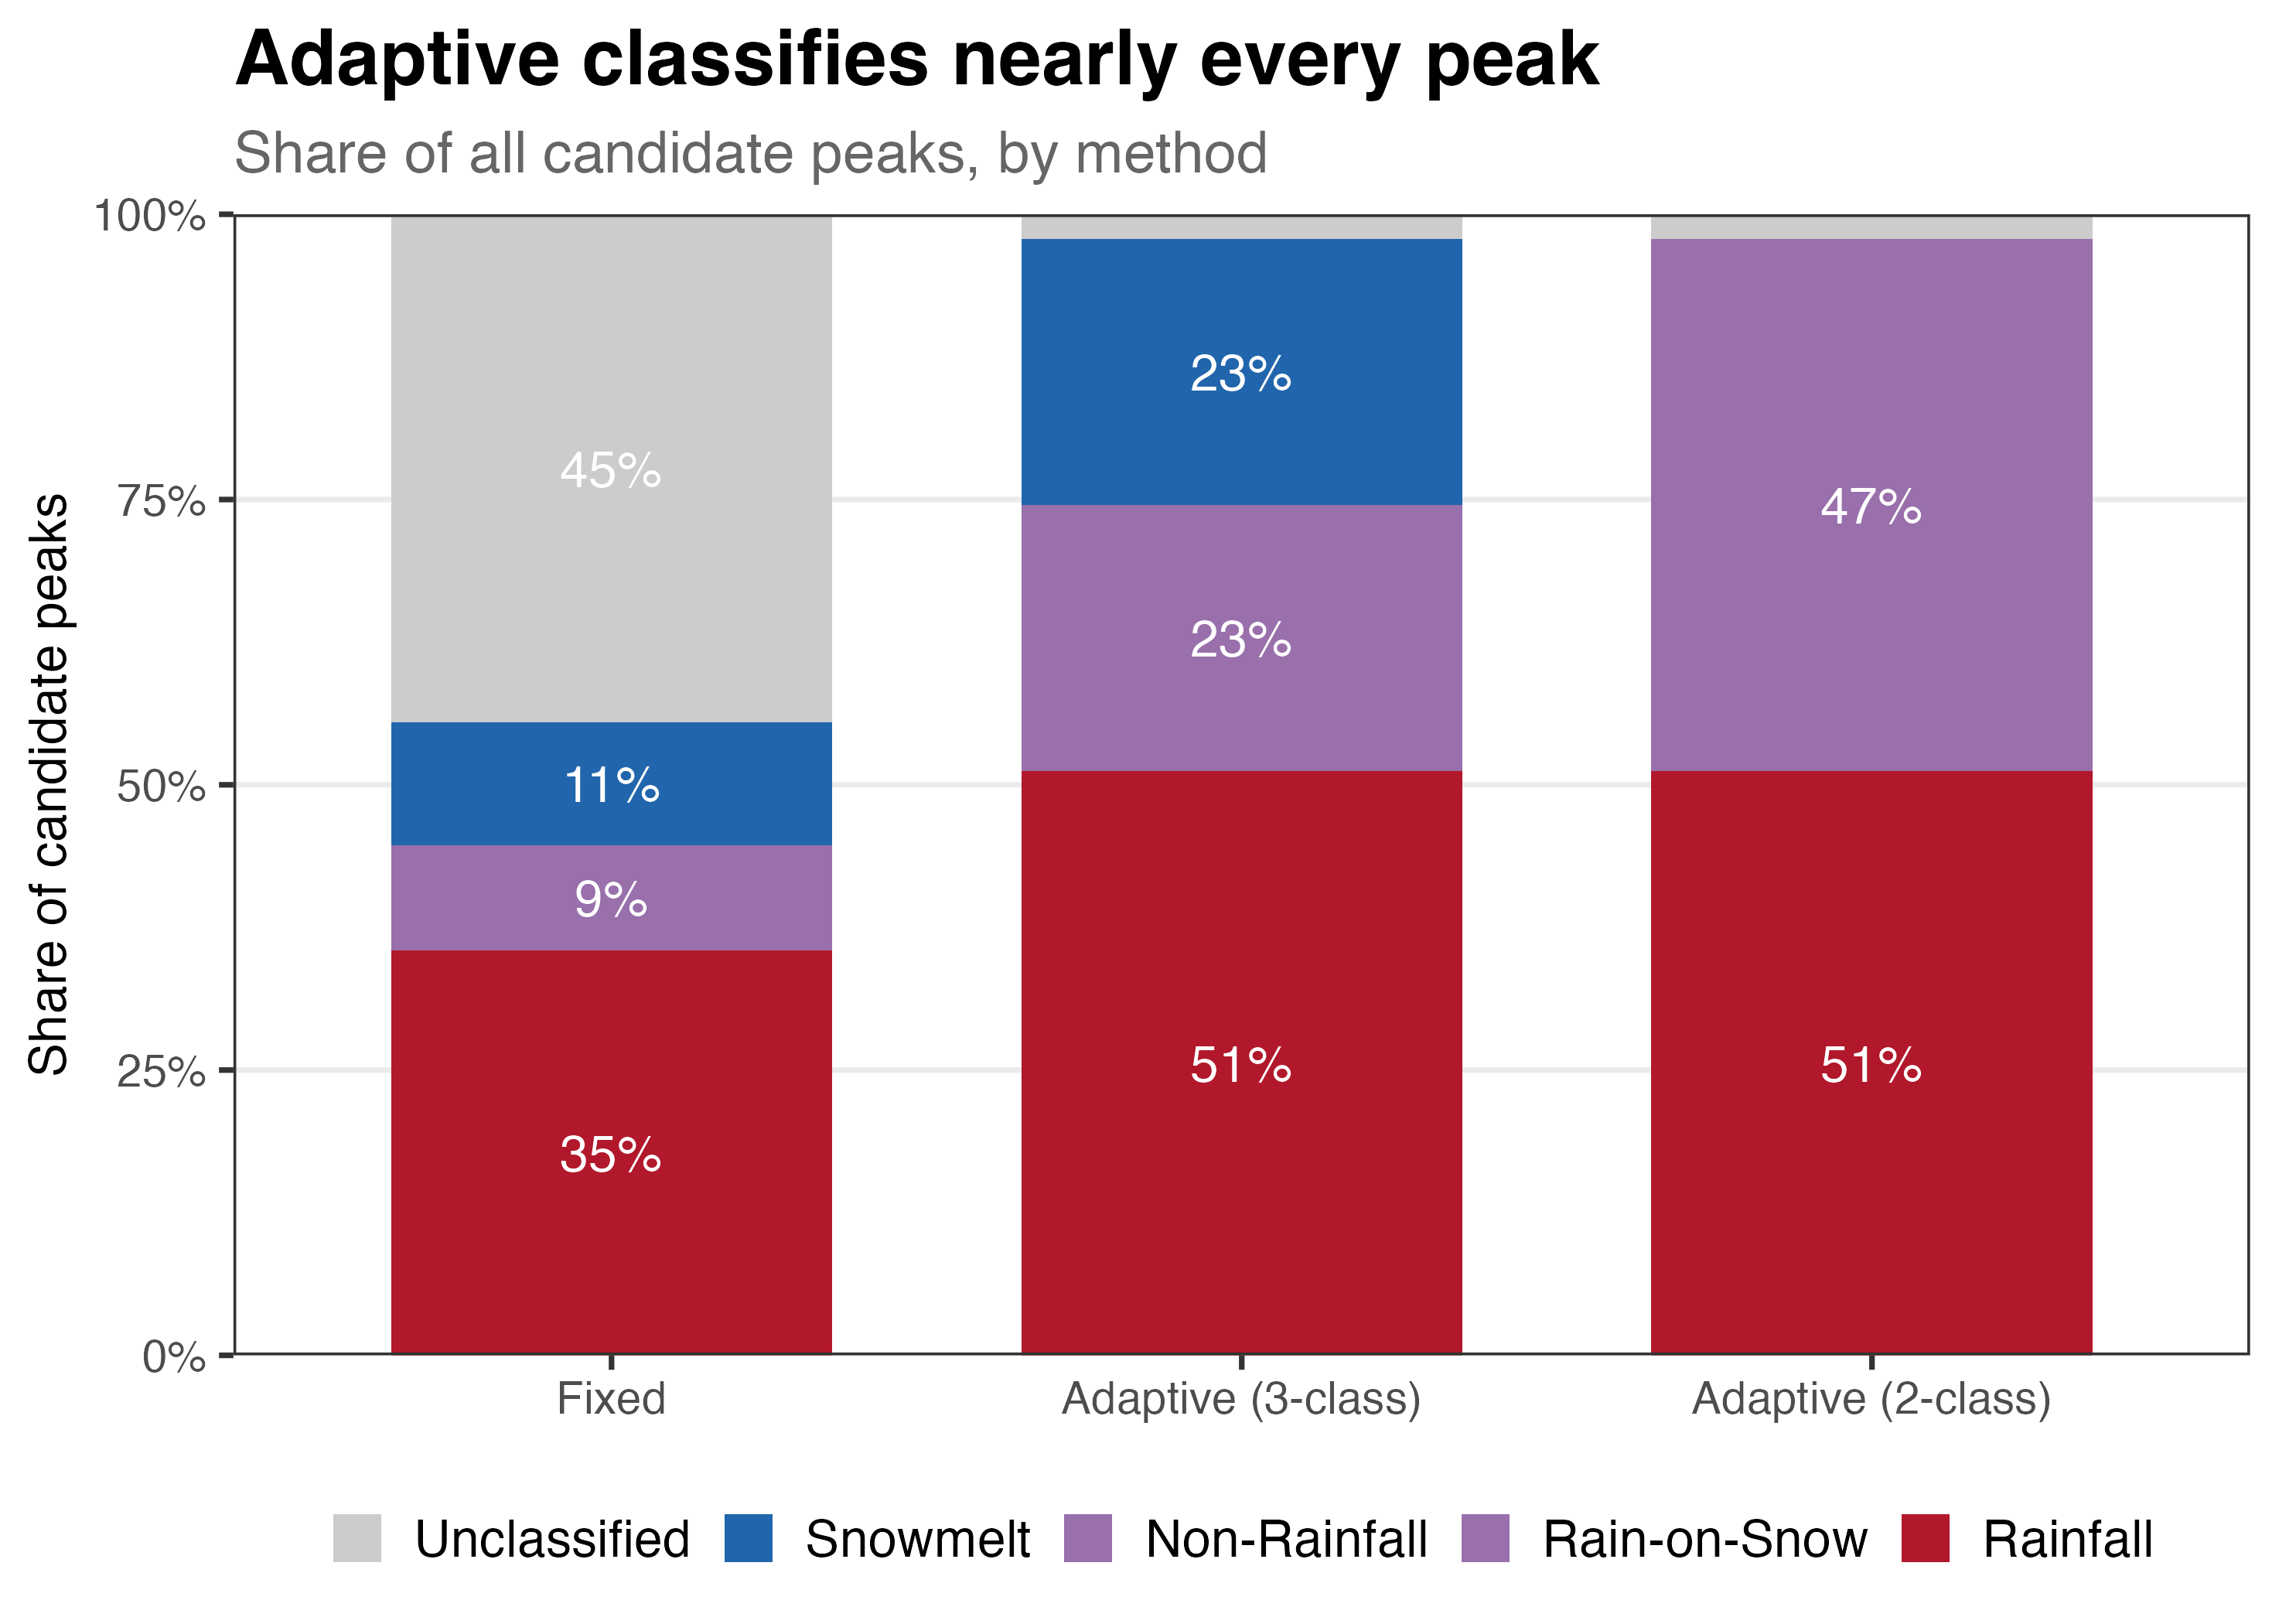 Adaptive classifies nearly every peak
Share of all candidate peaks, by method
Share of candidate peaks
100%
75%
50%
25%
0%
45%
11%
9%
35%
23%
23%
51%
47%
51%
Fixed
Adaptive (3-class)
Adaptive (2-class)
Unclassified
Snowmelt
Non-Rainfall
Rain-on-Snow
Rainfall